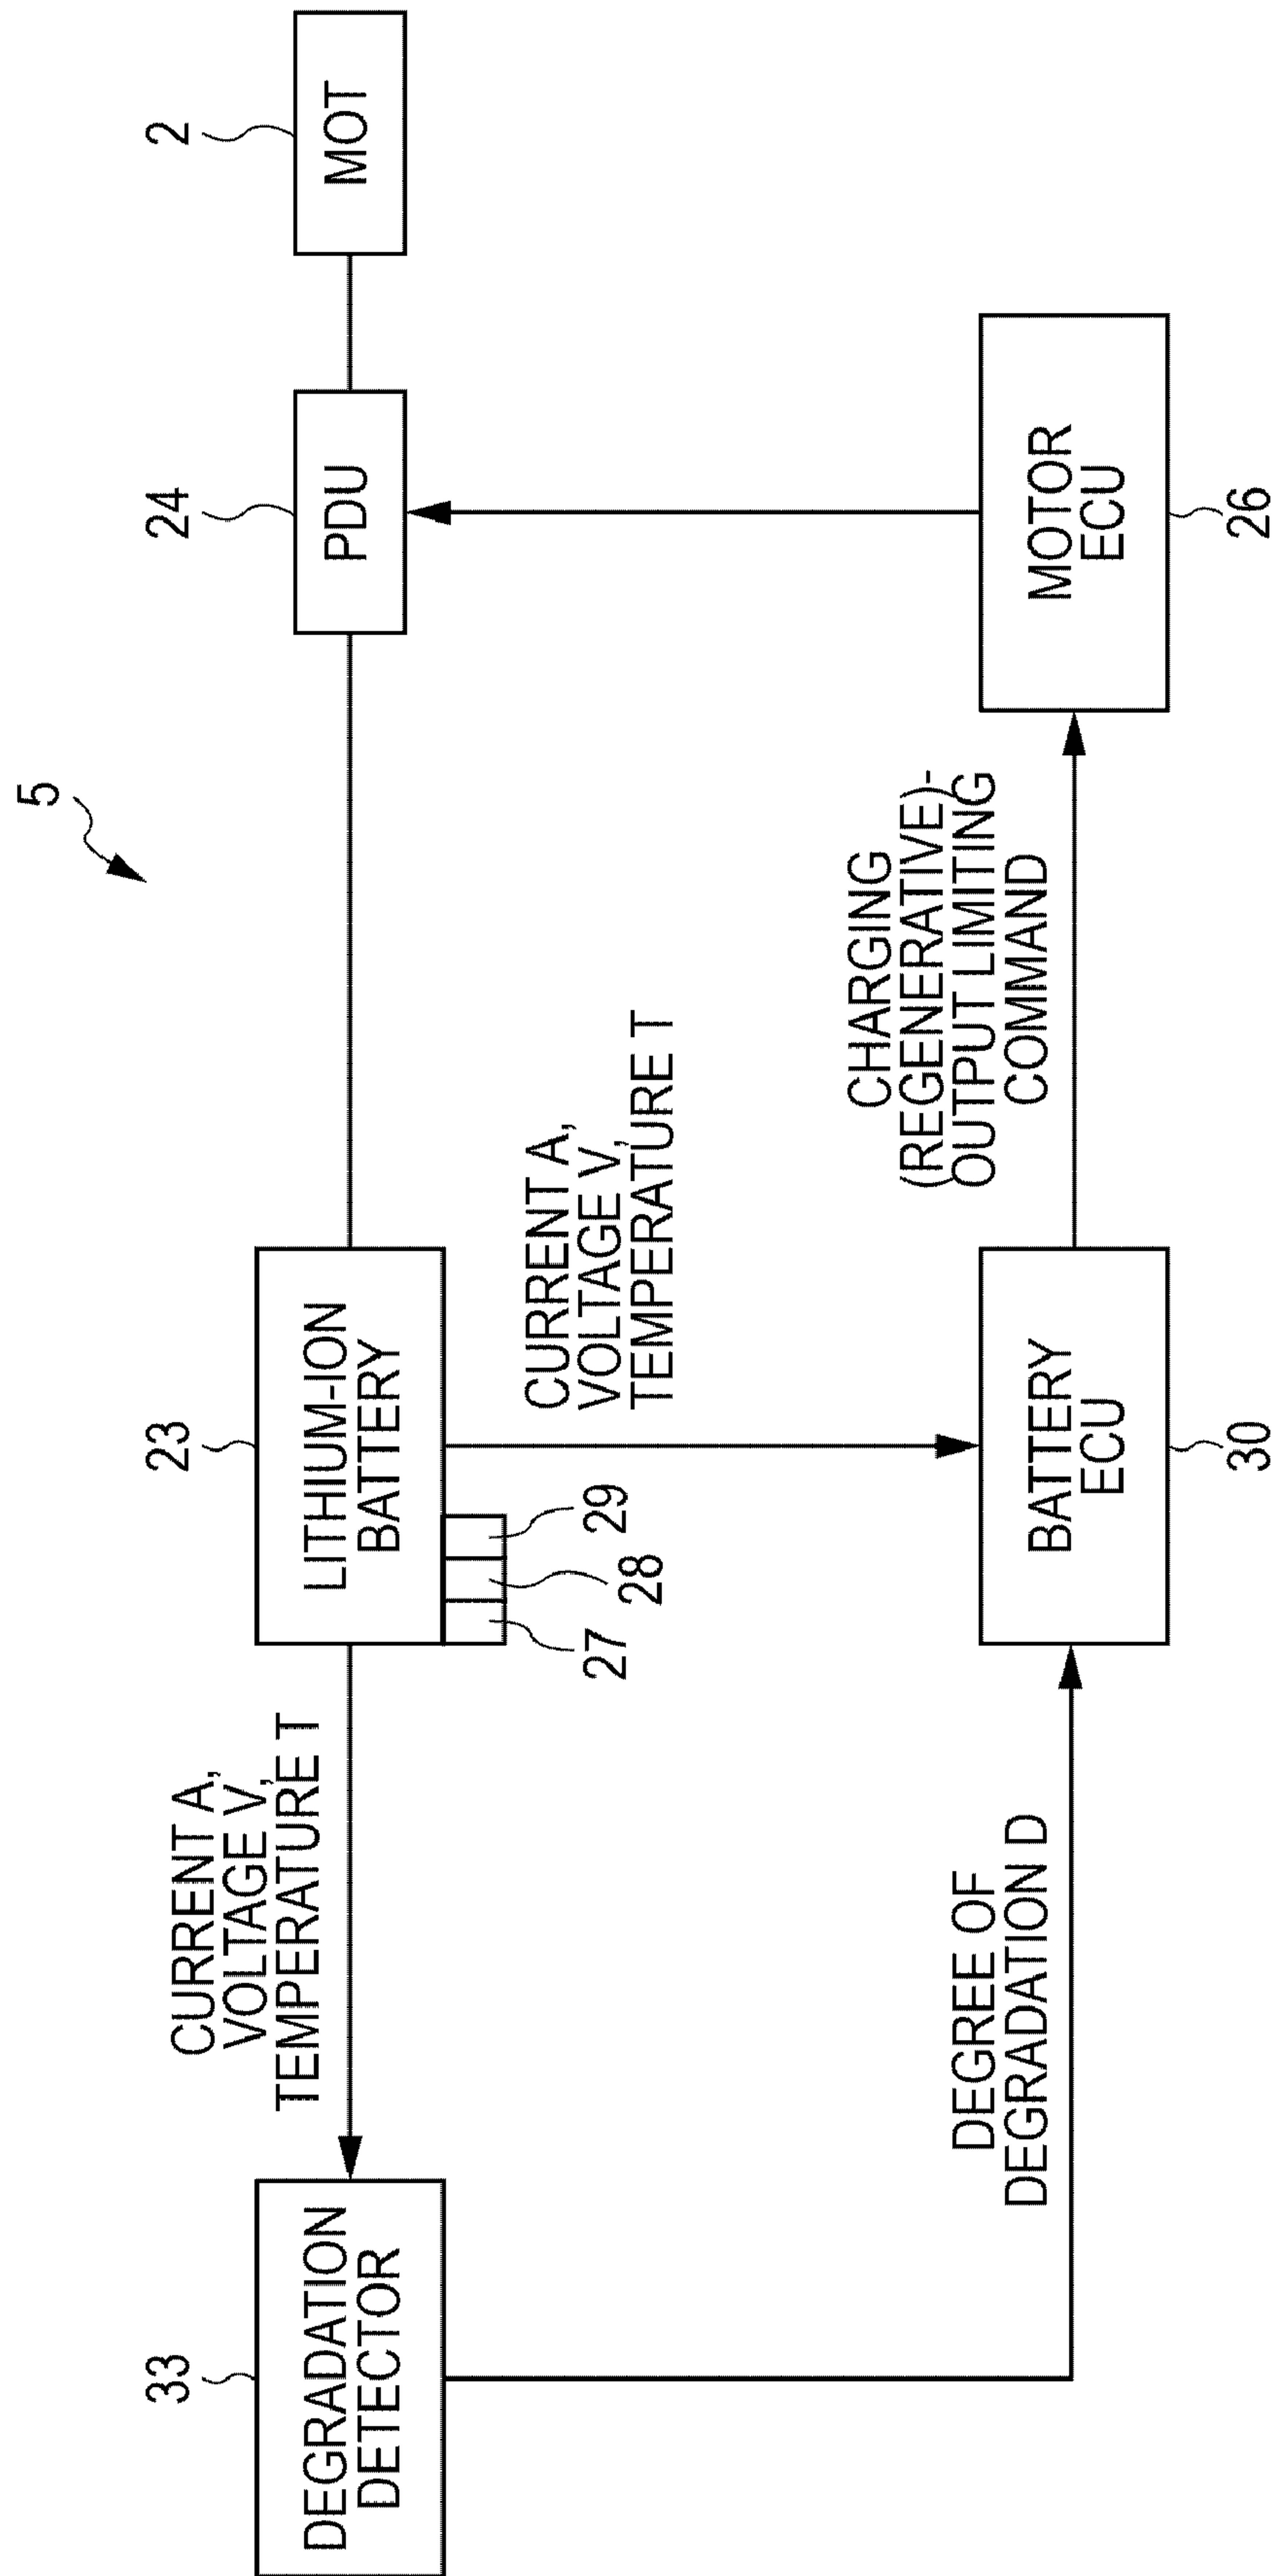 5
33
23
24
2
DEGRADATION
DETECTOR
CURRENT A,
VOLTAGE V,
TEMPERATURE T
LITHIUM-ION
BATTERY
PDU
MOT
27
28
29
CURRENT A,
VOLTAGE V,
TEMPERATURE T
DEGREE OF
DEGRADATION D
BATTERY
ECU
30
CHARGING
(REGENERATIVE)-
OUTPUT LIMITING
COMMAND
MOTOR
ECU
26